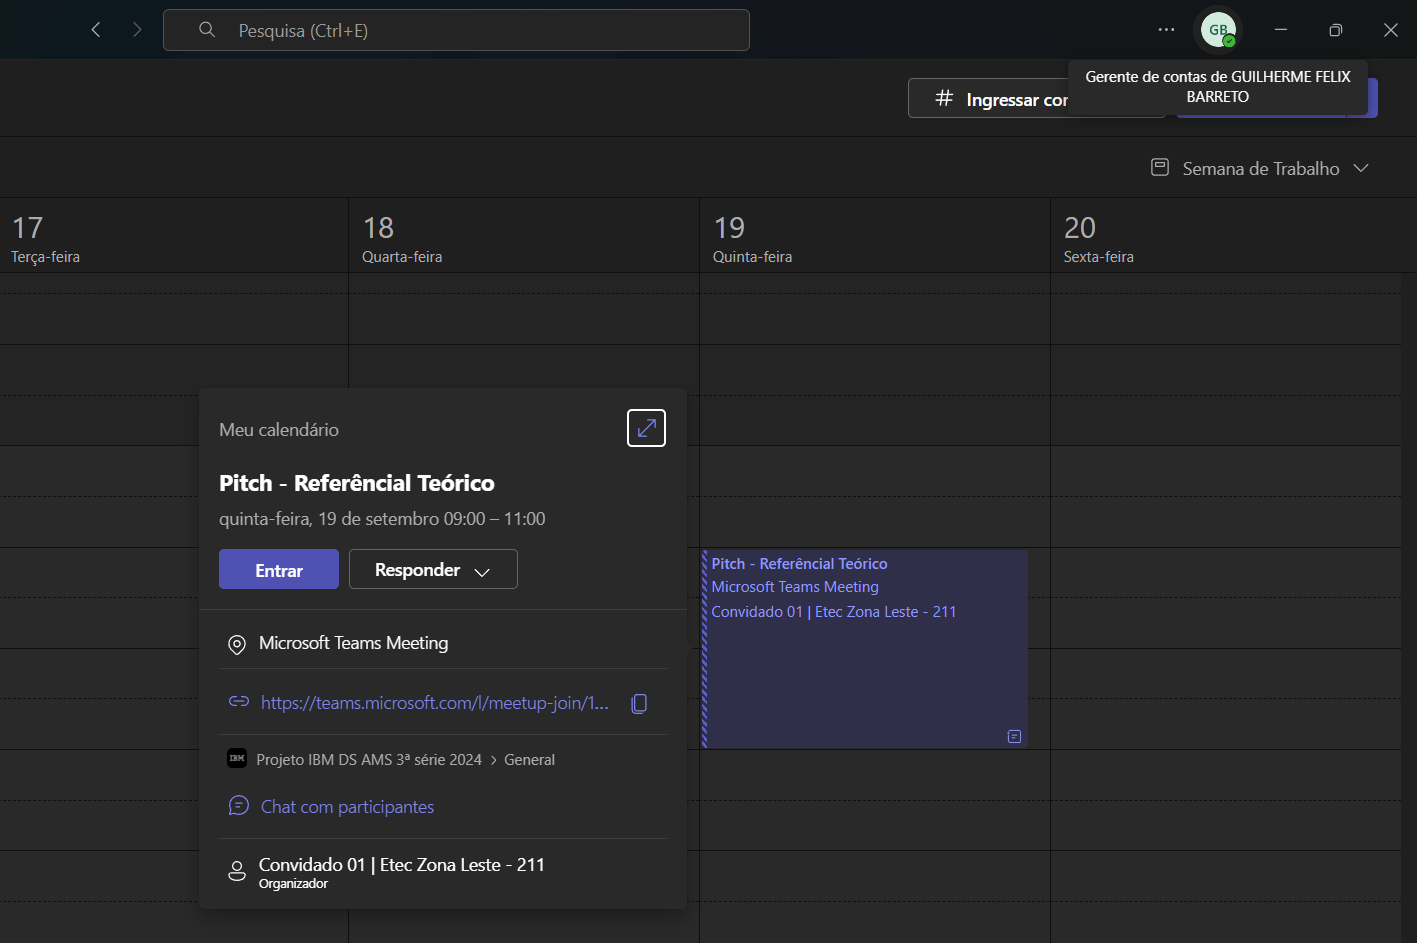 Pesquisa (Ctrl+E)
GB
Gerente de contas de GUILHERME FELIX
BARRETO
# Ingressar cor
Semana de Trabalho
17
Terça-feira
18
Quarta-feira
19
Quinta-feira
20
Sexta-feira
Meu calendário
Pitch - Referêncial Teórico
quinta-feira, 19 de setembro 09:00 – 11:00
Entrar
Responder
Microsoft Teams Meeting
https://teams.microsoft.com/l/meetup-join/1...
IBM
Projeto IBM DS AMS 3ª série 2024 > General
Chat com participantes
Convidado 01 | Etec Zona Leste - 211
Organizador
Pitch - Referêncial Teórico
Microsoft Teams Meeting
Convidado 01 | Etec Zona Leste - 211